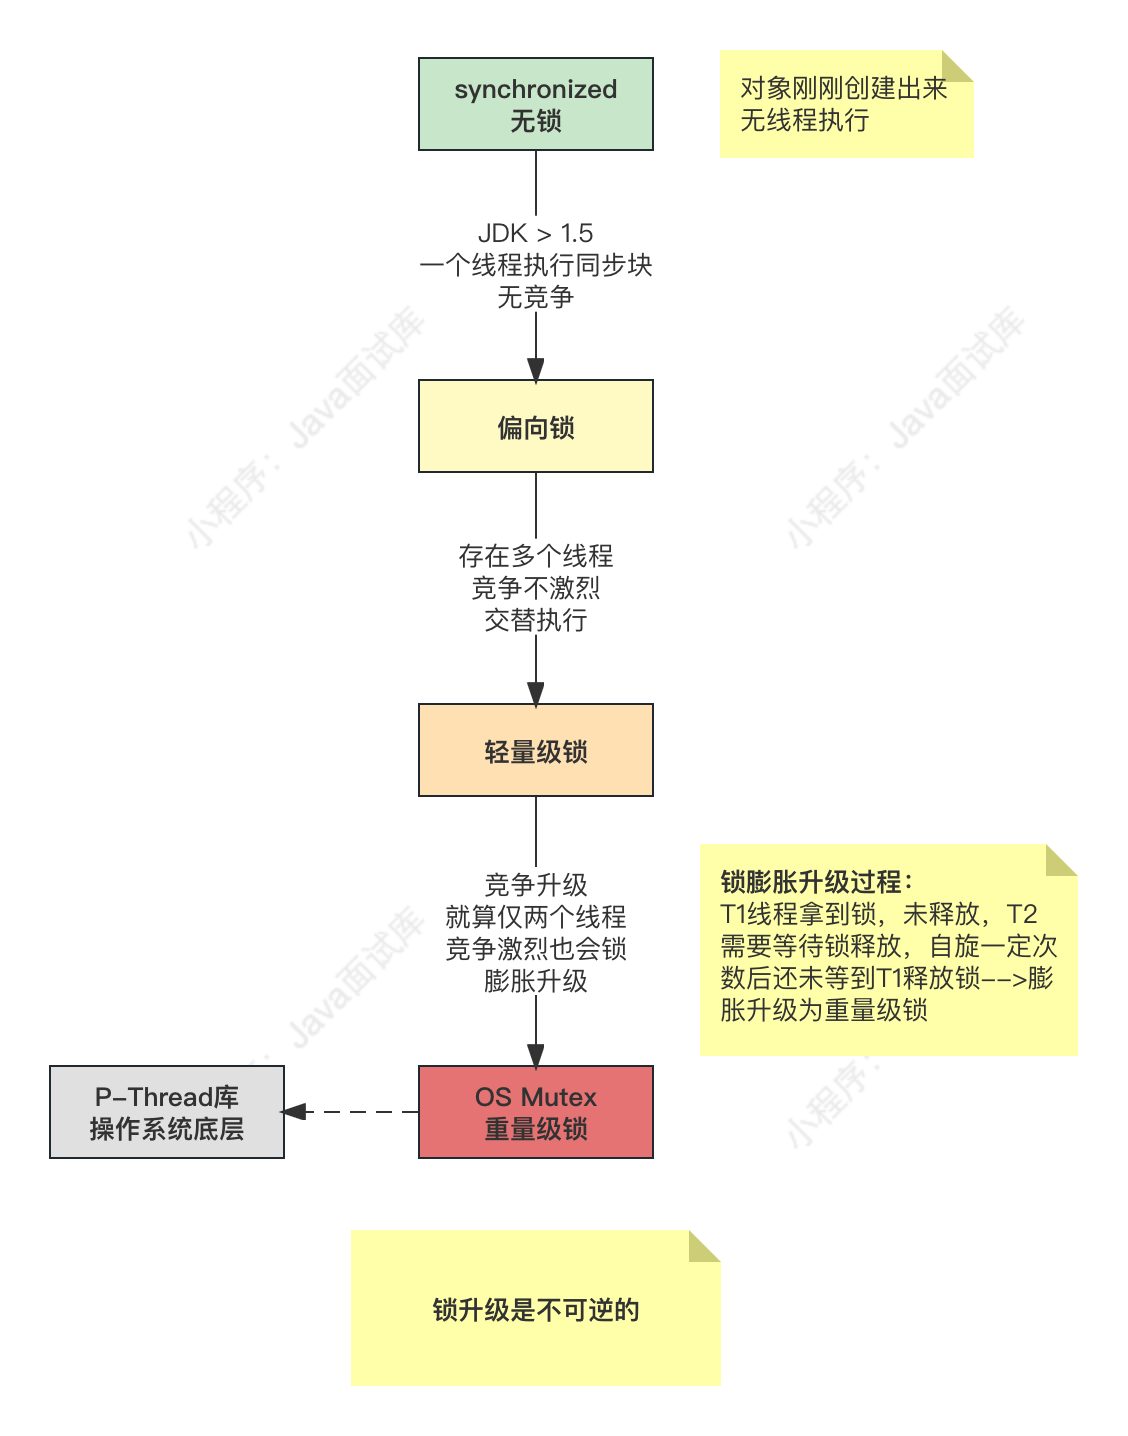 synchronized
无锁
对象刚刚创建出来
无线程执行
JDK > 1.5
一个线程执行同步块
无竞争
小程序：Java面试库
小程序：Java面试库
偏向锁
存在多个线程
竞争不激烈
交替执行
轻量级锁
竞争升级
就算仅两个线程
竞争激烈也会锁
膨胀升级
锁膨胀升级过程：
T1线程拿到锁，未释放，T2
需要等待锁释放，自旋一定次
数后还未等到T1释放锁-->膨
胀升级为重量级锁
：Java面试库
小程序：
P-Thread库
操作系统底层
OS Mutex
重量级锁
锁升级是不可逆的